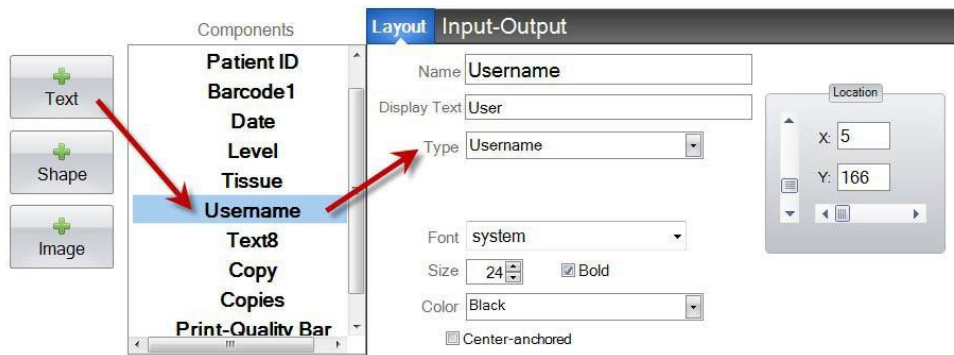 Components
Text
Shape
Image
Patient ID
Barcode1
Date
Level
Tissue
Username
Text8
Copy
Copies
Print-Quality Bar
Layout Input-Output
Name Username
Display Text User
Type Username
Font system
Size 24 Bold
Color Black
Center-anchored
Location
X: 5
Y: 166